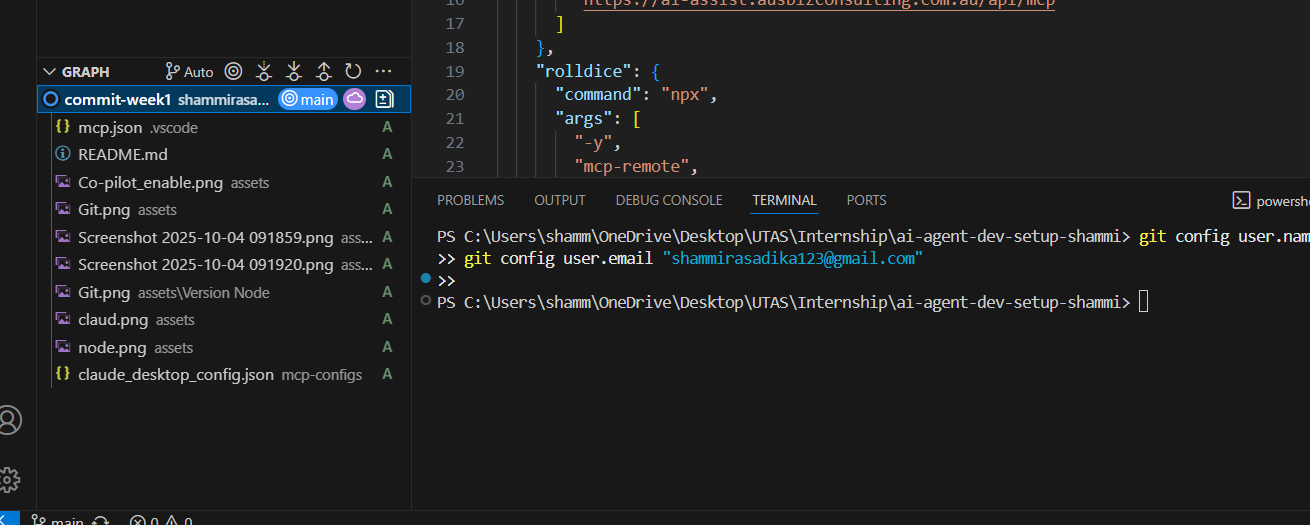 GRAPH Auto
commit-week1 shammirasa... main
mcp.json .vscode A
README.md A
Co-pilot_enable.png assets A
Git.png assets A
Screenshot 2025-10-04 091859.png ass... A
Screenshot 2025-10-04 091920.png ass... A
Git.png assets\Version Node A
claud.png assets A
node.png assets A
claude_desktop_config.json mcp-configs A
main 0 0
16 https://ai-assist.ausbizconsulting.com.au/api/mcp
17 ]
18 },
19 "rolldice": {
20 "command": "npx",
21 "args": [
22 "-y",
23 "mcp-remote",
PROBLEMS OUTPUT DEBUG CONSOLE TERMINAL PORTS powershe
PS C:\Users\shamm\OneDrive\Desktop\UTAS\Internship\ai-agent-dev-setup-shammi> git config user.nam
>> git config user.email "shammirasadika123@gmail.com"
>>
PS C:\Users\shamm\OneDrive\Desktop\UTAS\Internship\ai-agent-dev-setup-shammi>